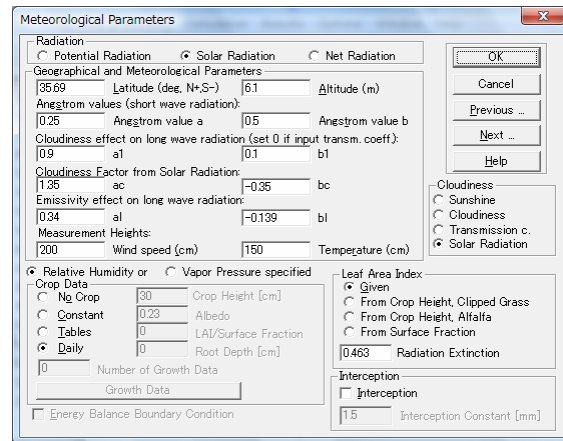 Meteorological Parameters
Radiation
Potential Radiation Solar Radiation Net Radiation
Geographical and Meteorological Parameters
35.69 Latitude (deg, N+,S-) 6.1 Altitude (m)
Angstrom values (short wave radiation):
0.25 Angstrom value a 0.5 Angstrom value b
Cloudiness effect on long wave radiation (set 0 if input transm. coeff.):
0.9 a1 0.1 b1
Cloudiness Factor from Solar Radiation:
1.35 ac -0.35 bc
Emissivity effect on long wave radiation:
0.34 al -0.139 bl
Measurement Heights:
200 Wind speed (cm) 150 Temperature (cm)
OK
Cancel
Previous ...
Next ...
Help
Cloudiness
Sunshine
Cloudiness
Transmission c.
Solar Radiation
Relative Humidity or Vapor Pressure specified
Crop Data
No Crop 30 Crop Height [cm]
Constant 0.23 Albedo
Tables 0 LAI/Surface Fraction
Daily 0 Root Depth [cm]
0 Number of Growth Data
Growth Data
Energy Balance Boundary Condition
Leaf Area Index
Given
From Crop Height, Clipped Grass
From Crop Height, Alfalfa
From Surface Fraction
0.463 Radiation Extinction
Interception
Interception
1.5 Interception Constant [mm]